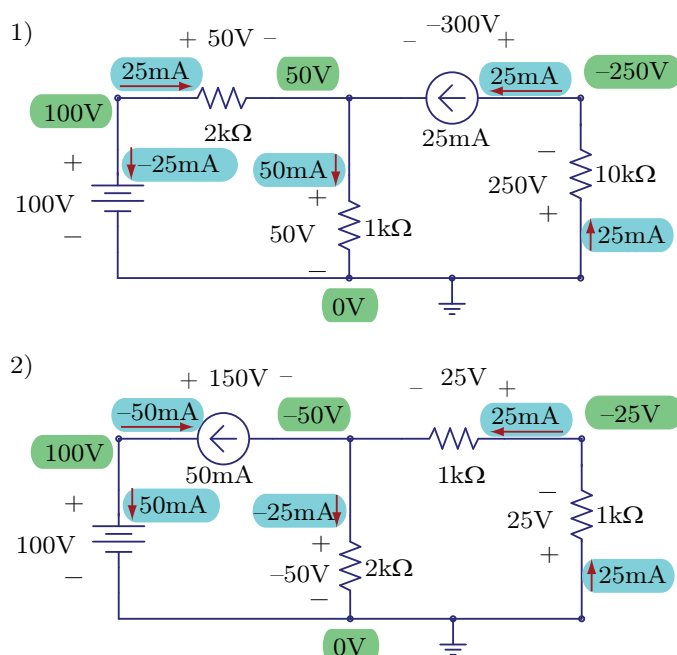 1)
+ 50V −
− −300V +
25mA
50V
25mA
−250V
100V
2kΩ
25mA
+
−25mA
50mA
−
100V
+
250V
10kΩ
−
50V
1kΩ
+
25mA
−
0V
2)
+ 150V −
− 25V +
−50mA
−50V
25mA
−25V
100V
50mA
1kΩ
+
50mA
−25mA
−
100V
+
25V
1kΩ
−
−50V
2kΩ
+
25mA
−
0V